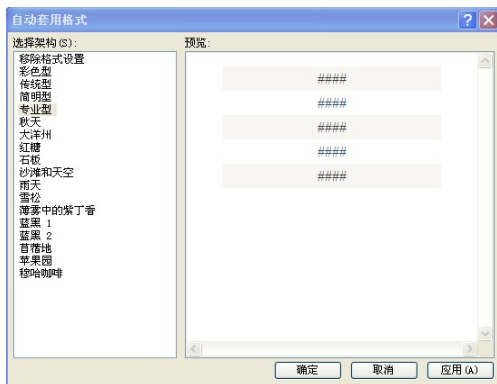 自动套用格式
选择架构(S):
预览:
移除格式设置
彩色型
传统型
简明型
专业型
秋天
大洋州
红糖
石板
沙滩和天空
雨天
雪松
薄雾中的紫丁香
蓝黑 1
蓝黑 2
苜蓿地
苹果园
穆哈咖啡
####
####
####
####
####
确定
取消
应用(A)